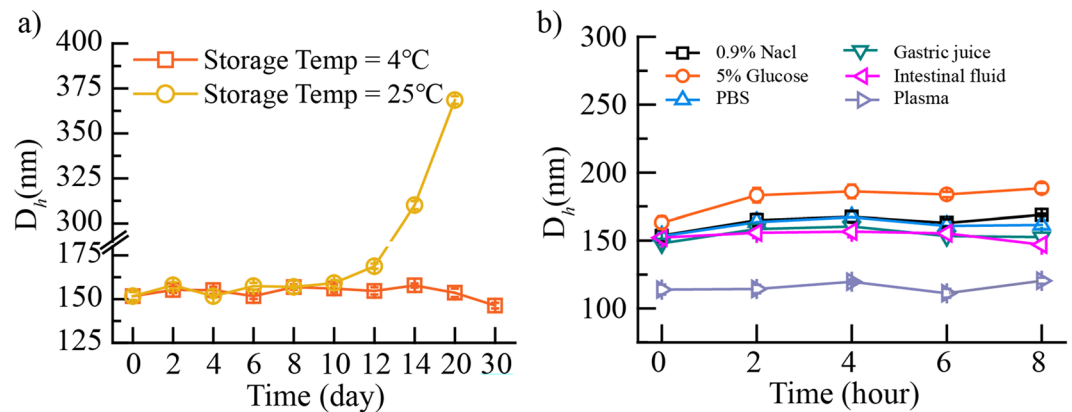 a)
400
375
350
325
300
175
150
125
D_h(nm)
Storage Temp = 4°C
Storage Temp = 25°C
0 2 4 6 8 10 12 14 20 30
Time (day)
b)
300
250
200
150
100
D_h(nm)
0.9% Nacl
5% Glucose
PBS
Gastric juice
Intestinal fluid
Plasma
0 2 4 6 8
Time (hour)